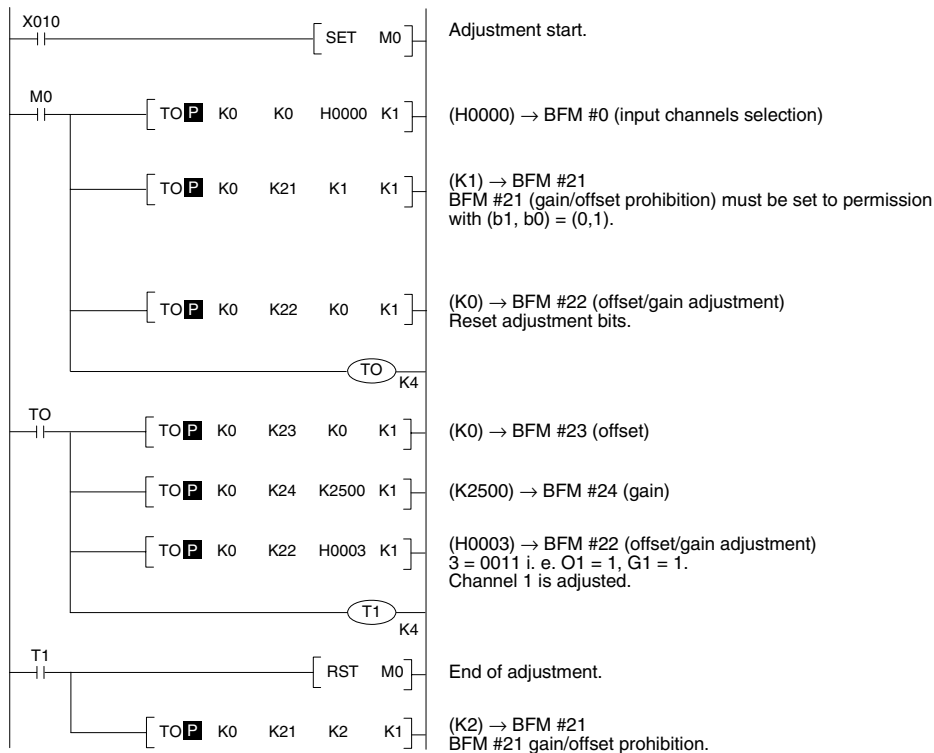 X010
SET M0
Adjustment start.
M0
TO P K0 K0 H0000 K1
(H0000) → BFM #0 (input channels selection)
TO P K0 K21 K1 K1
(K1) → BFM #21
BFM #21 (gain/offset prohibition) must be set to permission
with (b1, b0) = (0,1).
TO P K0 K22 K0 K1
(K0) → BFM #22 (offset/gain adjustment)
Reset adjustment bits.
TO
K4
TO
TO P K0 K23 K0 K1
(K0) → BFM #23 (offset)
TO P K0 K24 K2500 K1
(K2500) → BFM #24 (gain)
TO P K0 K22 H0003 K1
(H0003) → BFM #22 (offset/gain adjustment)
3 = 0011 i. e. O1 = 1, G1 = 1.
Channel 1 is adjusted.
T1
K4
T1
RST M0
End of adjustment.
TO P K0 K21 K2 K1
(K2) → BFM #21
BFM #21 gain/offset prohibition.